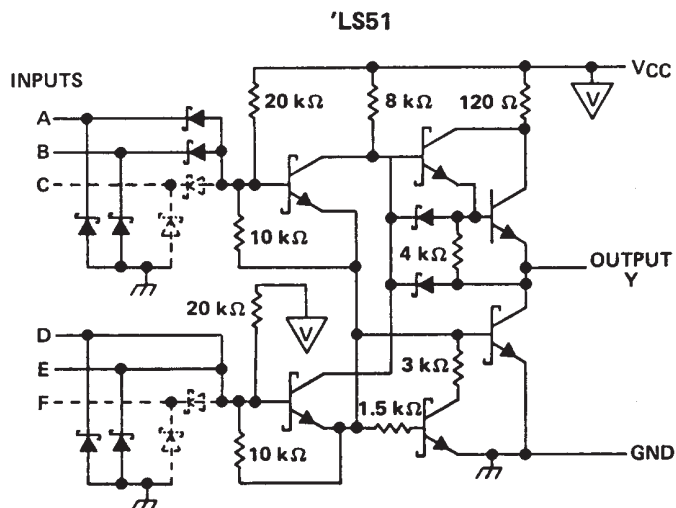 'LS51
INPUTS
VCC
V
20 kΩ
8 kΩ
120 Ω
A
B
C
10 kΩ
4 kΩ
OUTPUT
Y
20 kΩ
V
D
E
F
3 kΩ
1.5 kΩ
10 kΩ
GND